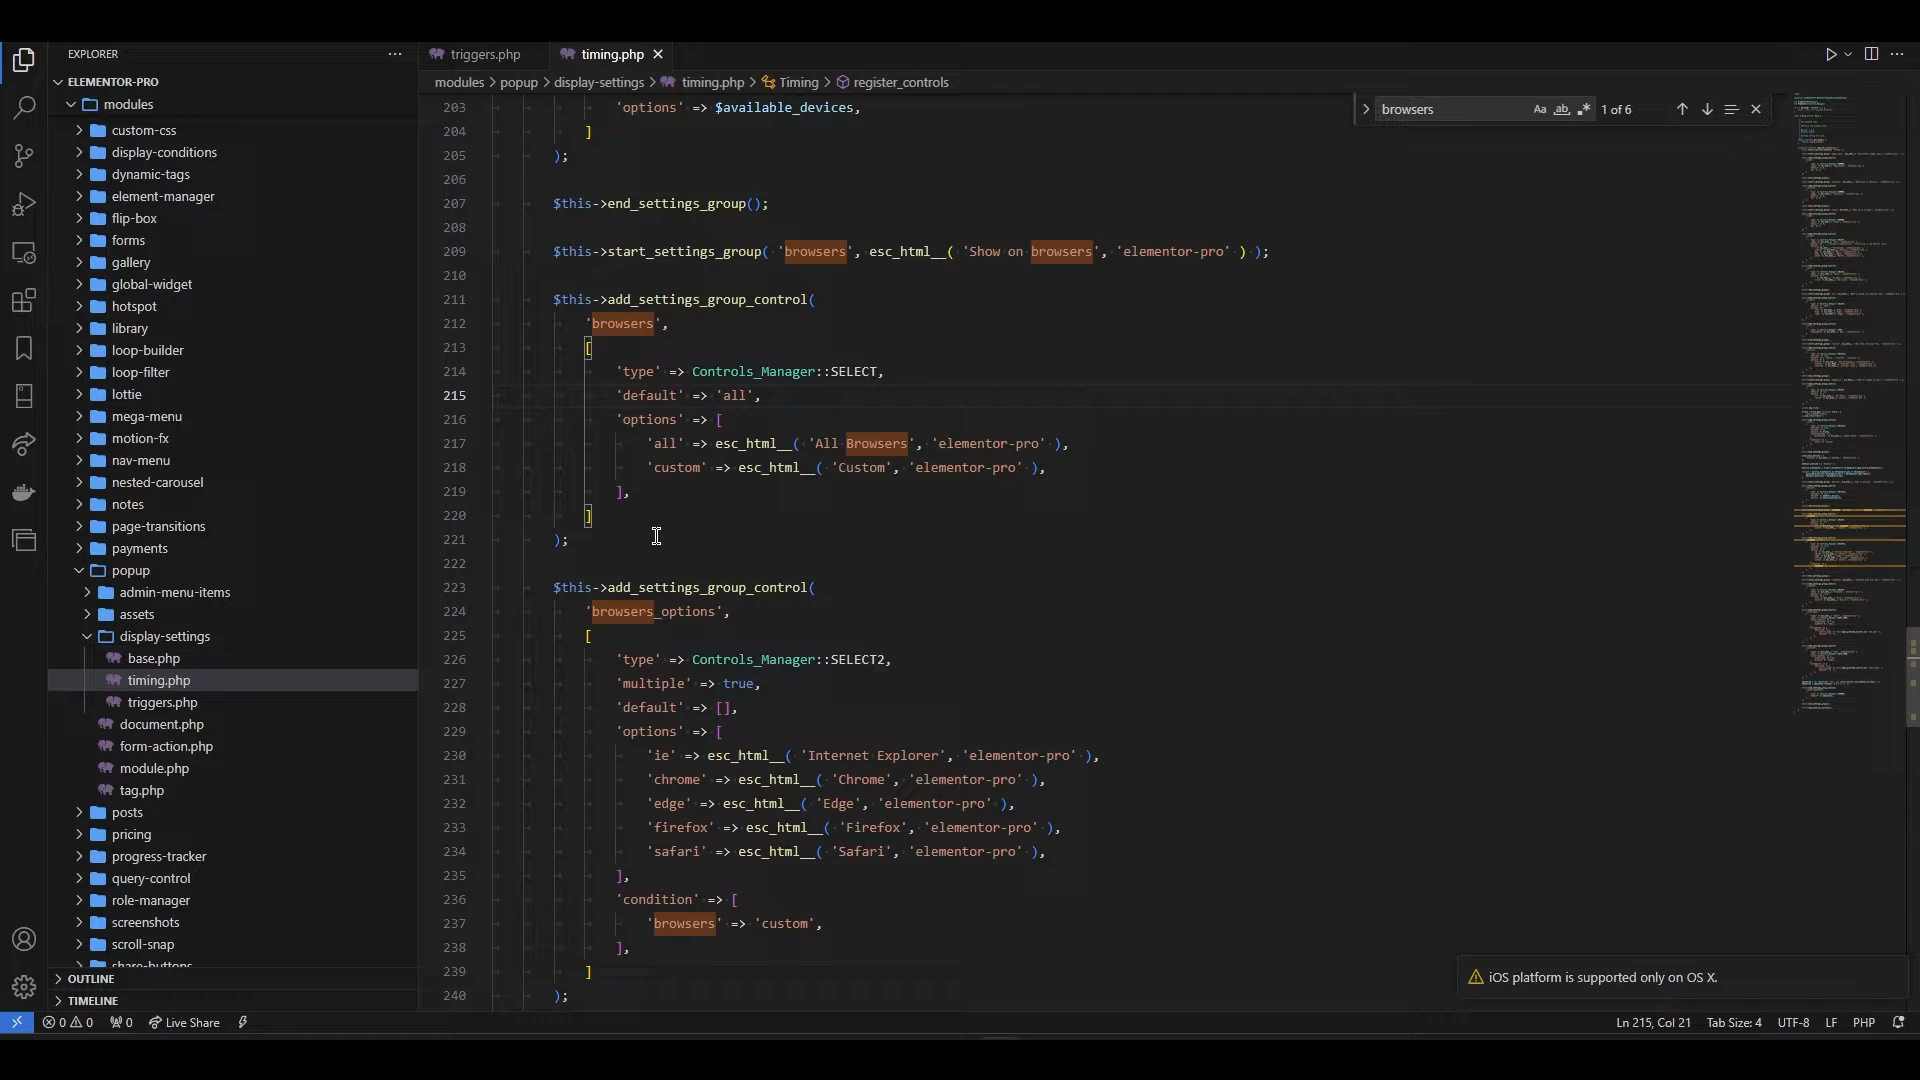 EXPLORER
ELEMENTOR-PRO
modules
custom-css
display-conditions
dynamic-tags
element-manager
flip-box
forms
gallery
global-widget
hotspot
library
loop-builder
loop-filter
lottie
mega-menu
motion-fx
nav-menu
nested-carousel
notes
page-transitions
payments
popup
admin-menu-items
assets
display-settings
base.php
timing.php
triggers.php
document.php
form-action.php
module.php
tag.php
posts
pricing
progress-tracker
query-control
role-manager
screenshots
scroll-snap
share-buttons
OUTLINE
TIMELINE
triggers.php
timing.php
modules > popup > display-settings > timing.php > Timing > register_controls
browsers
Aa ab 1 of 6
203 'options' => $available_devices,
204 ]
205 );
206
207 $this->end_settings_group();
208
209 $this->start_settings_group( 'browsers', esc_html__( 'Show on browsers', 'elementor-pro' ) );
210
211 $this->add_settings_group_control(
212 'browsers',
213 [
214 'type' => Controls_Manager::SELECT,
215 'default' => 'all',
216 'options' => [
217 'all' => esc_html__( 'All Browsers', 'elementor-pro' ),
218 'custom' => esc_html__( 'Custom', 'elementor-pro' ),
219 ],
220 ]
221 );
222
223 $this->add_settings_group_control(
224 'browsers_options',
225 [
226 'type' => Controls_Manager::SELECT2,
227 'multiple' => true,
228 'default' => [],
229 'options' => [
230 'ie' => esc_html__( 'Internet Explorer', 'elementor-pro' ),
231 'chrome' => esc_html__( 'Chrome', 'elementor-pro' ),
232 'edge' => esc_html__( 'Edge', 'elementor-pro' ),
233 'firefox' => esc_html__( 'Firefox', 'elementor-pro' ),
234 'safari' => esc_html__( 'Safari', 'elementor-pro' ),
235 ],
236 'condition' => [
237 'browsers' => 'custom',
238 ],
239 ]
240 );
iOS platform is supported only on OS X.
0 0 0 Live Share
Ln 215, Col 21 Tab Size: 4 UTF-8 LF PHP